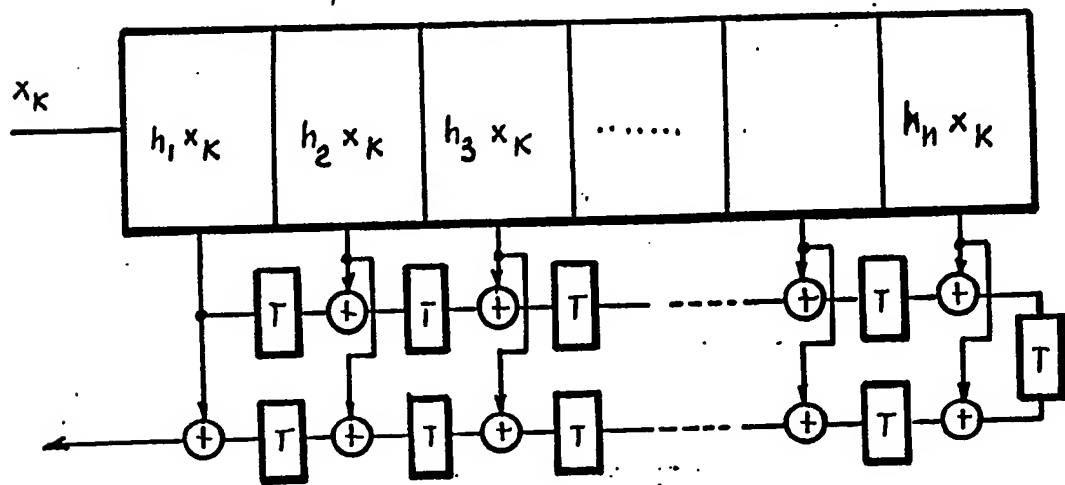 x_K
h_1 x_K h_2 x_K h_3 x_K ........ h_n x_K
T + T + T + T +
T
+ T + T + T + T +